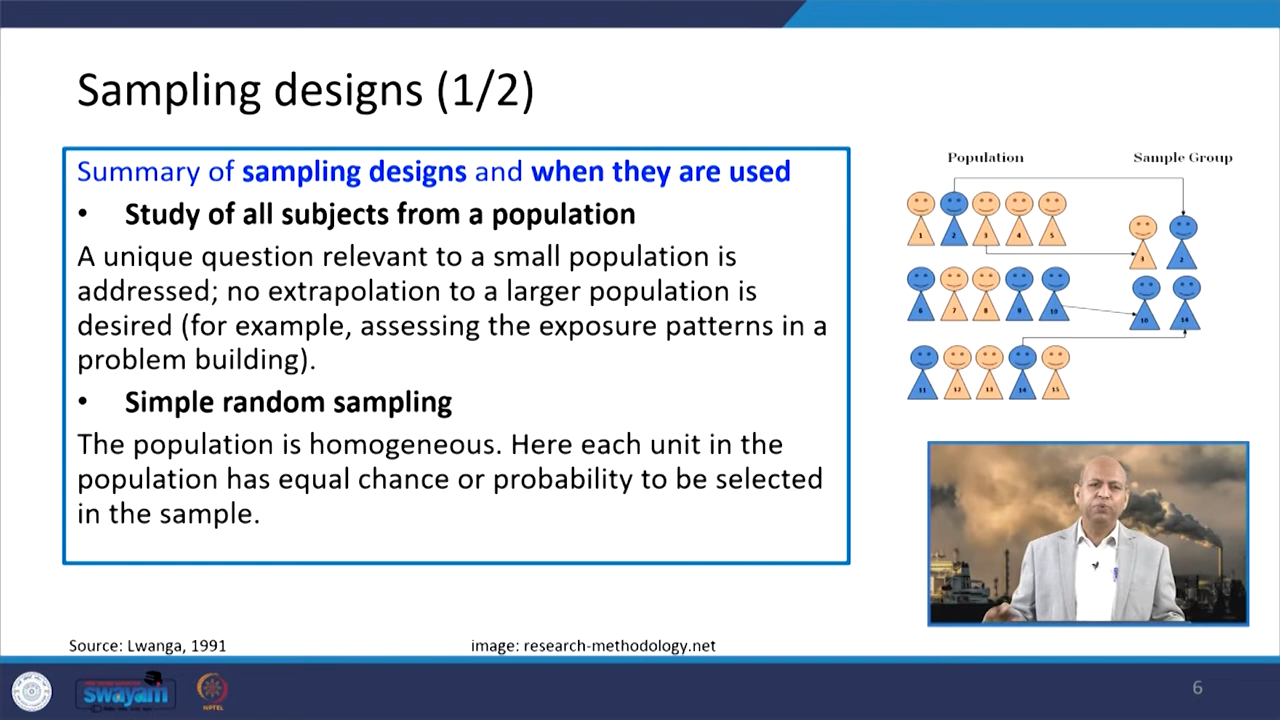 Sampling designs (1/2)
Summary of sampling designs and when they are used
• Study of all subjects from a population
A unique question relevant to a small population is
addressed; no extrapolation to a larger population is
desired (for example, assessing the exposure patterns in a
problem building).
• Simple random sampling
The population is homogeneous. Here each unit in the
population has equal chance or probability to be selected
in the sample.
Population
Sample Group
1 2 3 4 5
3 2
6 7 8 9 10
10 14
11 12 13 14 15
Source: Lwanga, 1991
image: research-methodology.net
swayam
NPTEL
6